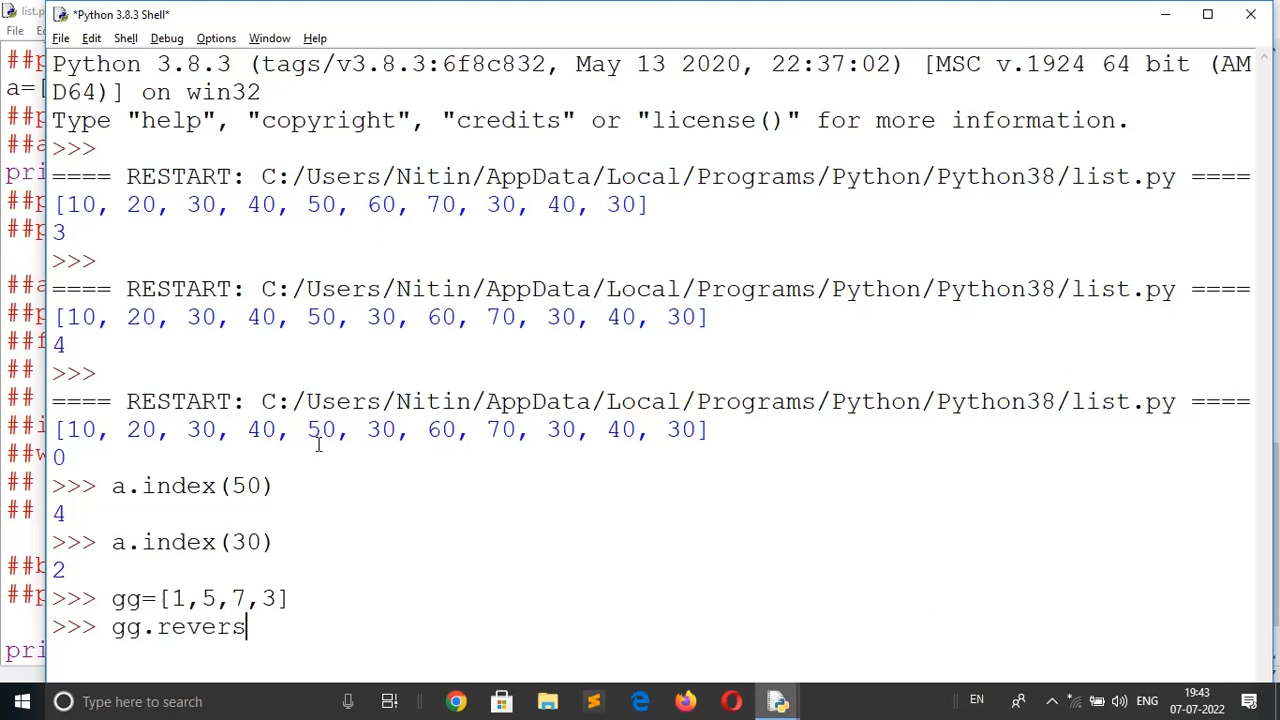 list.p
*Python 3.8.3 Shell*
File
File Edit Shell Debug Options Window Help
Python 3.8.3 (tags/v3.8.3:6f8c832, May 13 2020, 22:37:02) [MSC v.1924 64 bit (AM
D64)] on win32
Type "help", "copyright", "credits" or "license()" for more information.
>>>
==== RESTART: C:/Users/Nitin/AppData/Local/Programs/Python/Python38/list.py ====
[10, 20, 30, 40, 50, 60, 70, 30, 40, 30]
3
>>>
==== RESTART: C:/Users/Nitin/AppData/Local/Programs/Python/Python38/list.py ====
[10, 20, 30, 40, 50, 30, 60, 70, 30, 40, 30]
4
>>>
==== RESTART: C:/Users/Nitin/AppData/Local/Programs/Python/Python38/list.py ====
[10, 20, 30, 40, 50, 30, 60, 70, 30, 40, 30]
0
>>> a.index(50)
4
>>> a.index(30)
2
>>> gg=[1,5,7,3]
>>> gg.revers
##p
a=[
##p
##a
pri
##p
##p
##a
##p
##f
##
##
##i
##w
##
##
##b
##p
pri
Type here to search
EN
ENG
19:43
07-07-2022